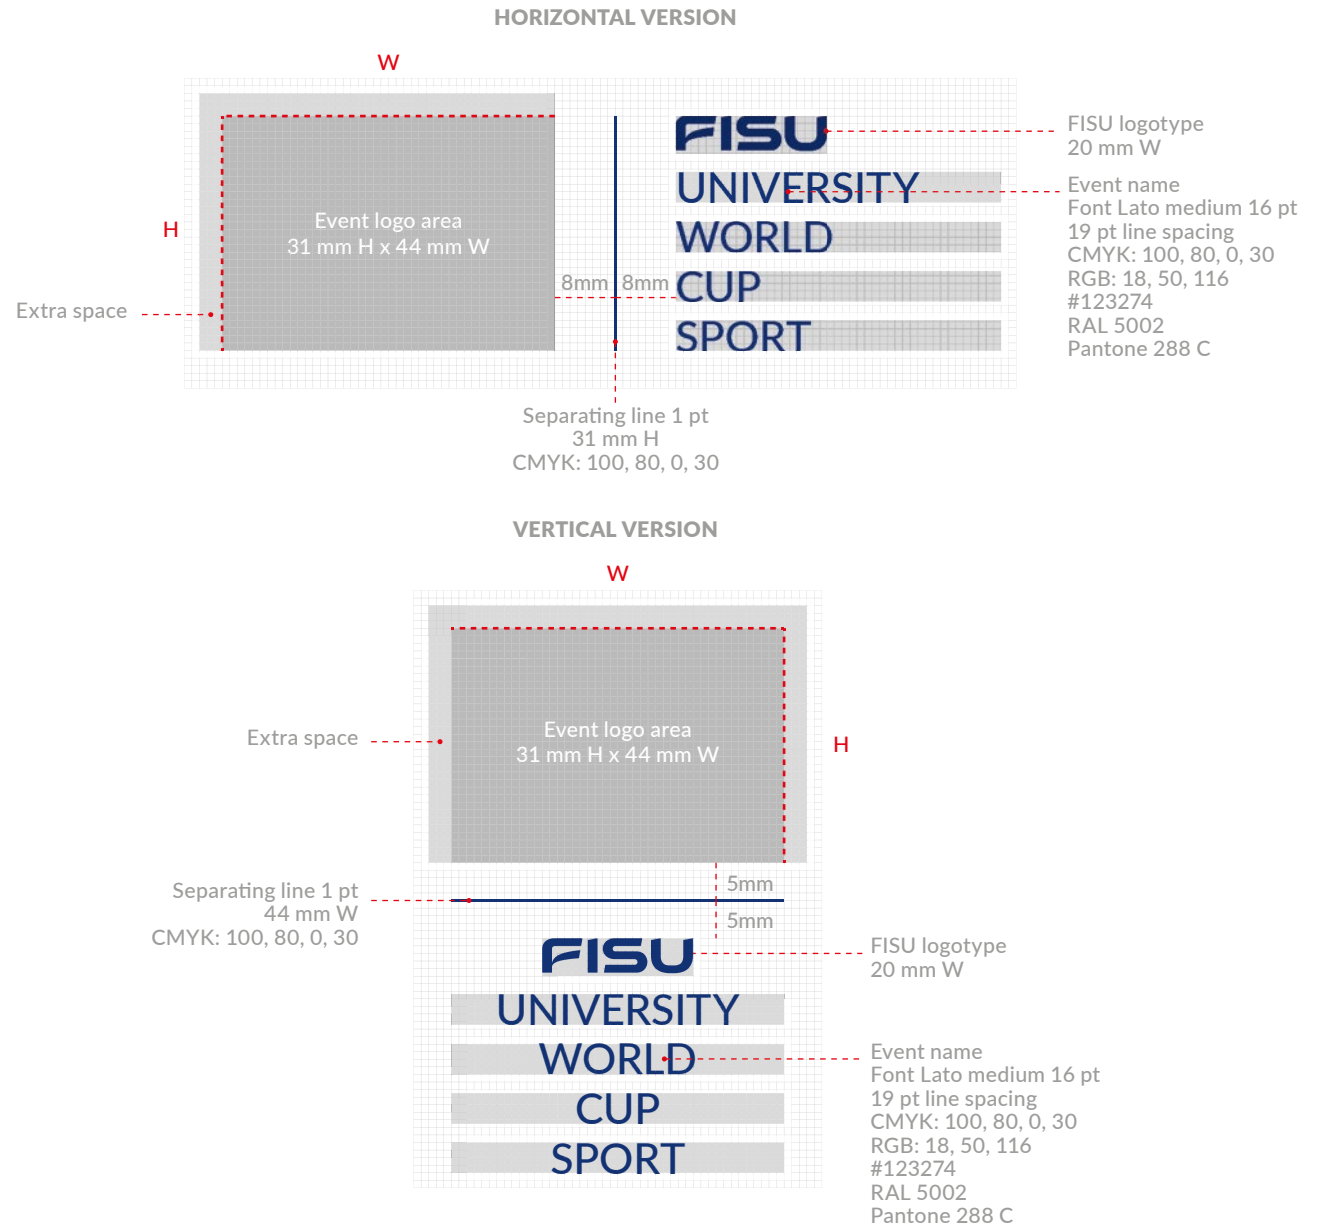 HORIZONTAL VERSION
W
H
Event logo area
31 mm H x 44 mm W
Extra space
8mm
8mm
FISU
UNIVERSITY
WORLD
CUP
SPORT
FISU logotype
20 mm W
Event name
Font Lato medium 16 pt
19 pt line spacing
CMYK: 100, 80, 0, 30
RGB: 18, 50, 116
#123274
RAL 5002
Pantone 288 C
Separating line 1 pt
31 mm H
CMYK: 100, 80, 0, 30
VERTICAL VERSION
W
Event logo area
31 mm H x 44 mm W
Extra space
H
5mm
5mm
Separating line 1 pt
44 mm W
CMYK: 100, 80, 0, 30
FISU
UNIVERSITY
WORLD
CUP
SPORT
FISU logotype
20 mm W
Event name
Font Lato medium 16 pt
19 pt line spacing
CMYK: 100, 80, 0, 30
RGB: 18, 50, 116
#123274
RAL 5002
Pantone 288 C